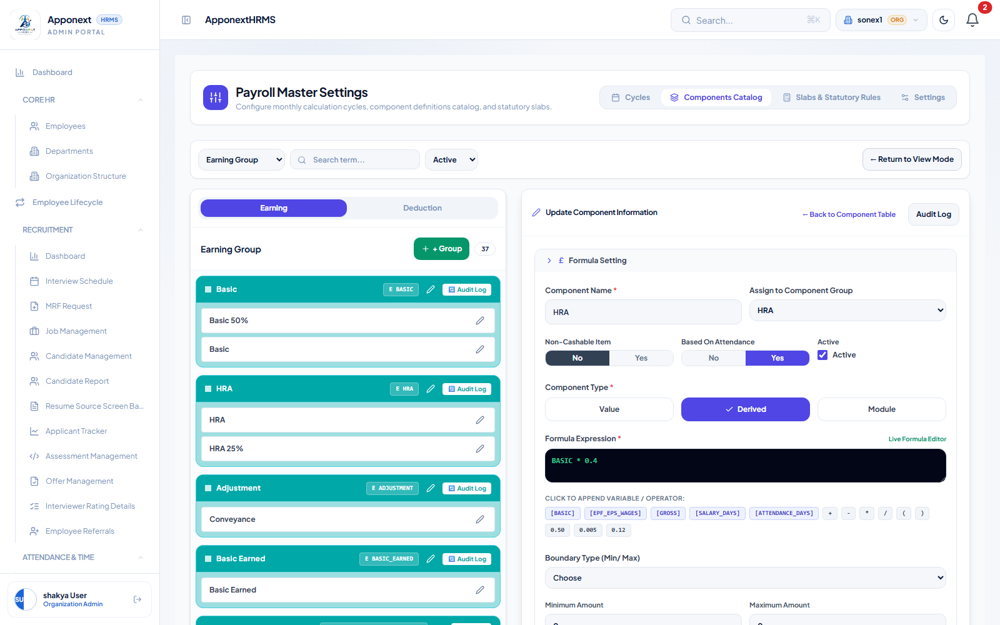 Apponext HRMS
ADMIN PORTAL
ApponextHRMS
Search...
⌘K
sonex1 ORG
2
Dashboard
CORE HR
Employees
Departments
Organization Structure
Employee Lifecycle
RECRUITMENT
Dashboard
Interview Schedule
MRF Request
Job Management
Candidate Management
Candidate Report
Resume Source Screen Ba...
Applicant Tracker
Assessment Management
Offer Management
Interviewer Rating Details
Employee Referrals
ATTENDANCE & TIME
SU
shakya User
Organization Admin
Payroll Master Settings
Configure monthly calculation cycles, component definitions catalog, and statutory slabs.
Cycles
Components Catalog
Slabs & Statutory Rules
Settings
Earning Group
Search term...
Active
← Return to View Mode
Earning
Deduction
Earning Group
+ + Group
37
Basic
E BASIC
Audit Log
Basic 50%
Basic
HRA
E HRA
Audit Log
HRA
HRA 25%
Adjustment
E ADJUSTMENT
Audit Log
Conveyance
Basic Earned
E BASIC_EARNED
Audit Log
Basic Earned
Update Component Information
← Back to Component Table
Audit Log
£ Formula Setting
Component Name *
Assign to Component Group
HRA
HRA
Non-Cashable Item
Based On Attendance
Active
No
Yes
No
Yes
Active
Component Type *
Value
Derived
Module
Formula Expression *
Live Formula Editor
BASIC * 0.4
CLICK TO APPEND VARIABLE / OPERATOR:
[BASIC] [EPF_EPS_WAGES] [GROSS] [SALARY_DAYS] [ATTENDANCE_DAYS] + - * / ( )
0.50 0.005 0.12
Boundary Type (Min/ Max)
Choose
Minimum Amount
Maximum Amount